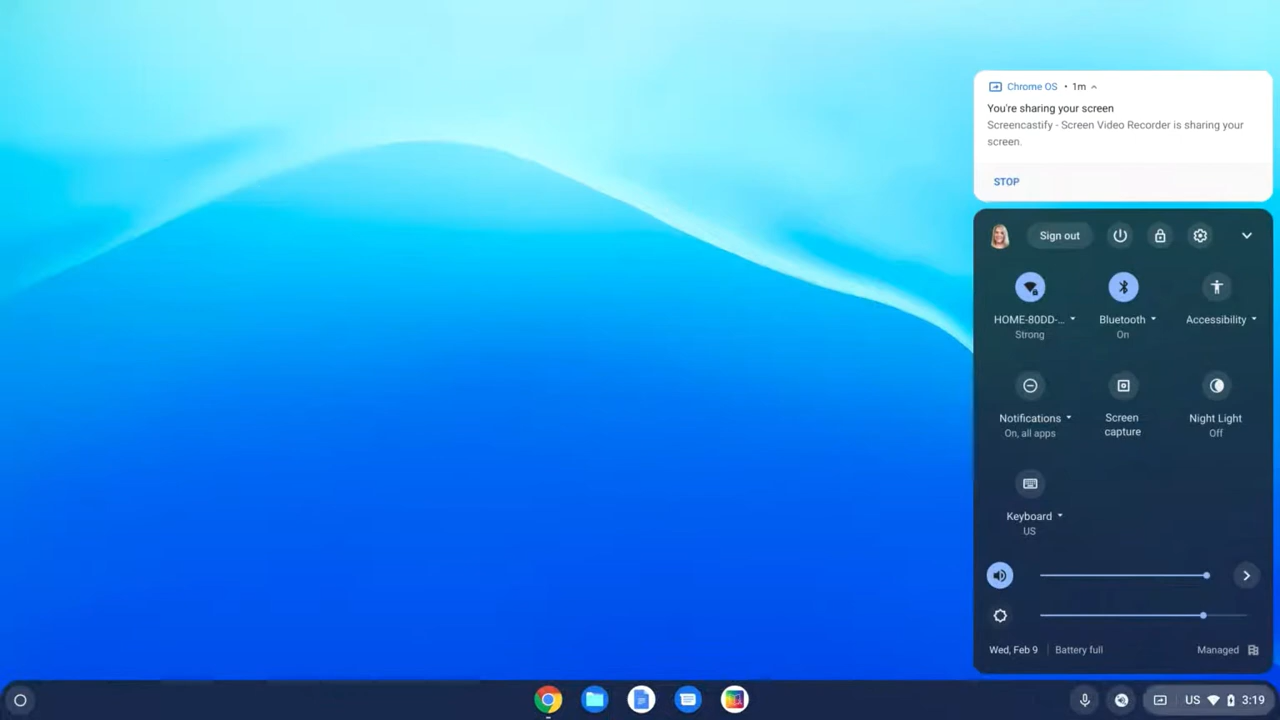 Chrome OS • 1m
You're sharing your screen
Screencastify - Screen Video Recorder is sharing your
screen.
STOP
Sign out
HOME-80DD-...
Strong
Bluetooth
On
Accessibility
Notifications
On, all apps
Screen
capture
Night Light
Off
Keyboard
US
Wed, Feb 9
Battery full
Managed
US
3:19